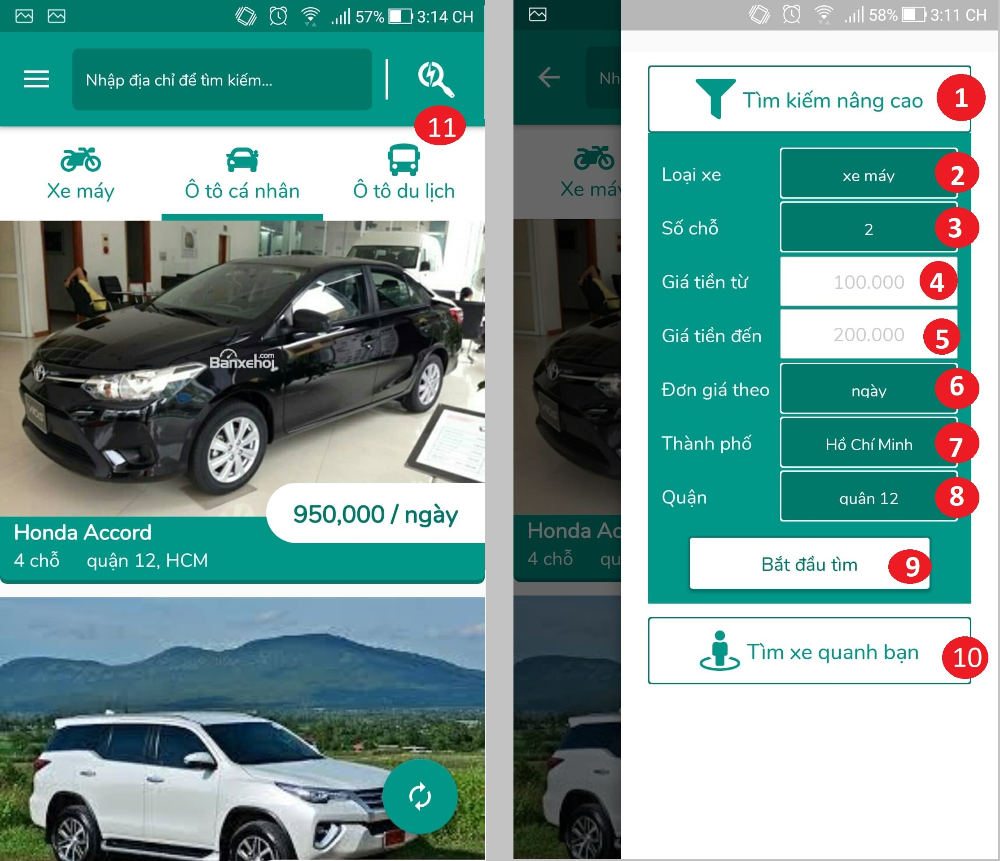 57% 3:14 CH
Nhập địa chỉ để tìm kiếm...
11
Xe máy Ô tô cá nhân Ô tô du lịch
Banxehoi.com
VIOS
950,000 / ngày
Honda Accord
4 chỗ quận 12, HCM
58% 3:11 CH
Nh
Xe máy
Honda Ac
4 chỗ qu
Tìm kiếm nâng cao 1
Loại xe xe máy 2
Số chỗ 2 3
Giá tiền từ 100.000 4
Giá tiền đến 200.000 5
Đơn giá theo ngày 6
Thành phố Hồ Chí Minh 7
Quận quân 12 8
Bắt đầu tìm 9
Tìm xe quanh bạn 10